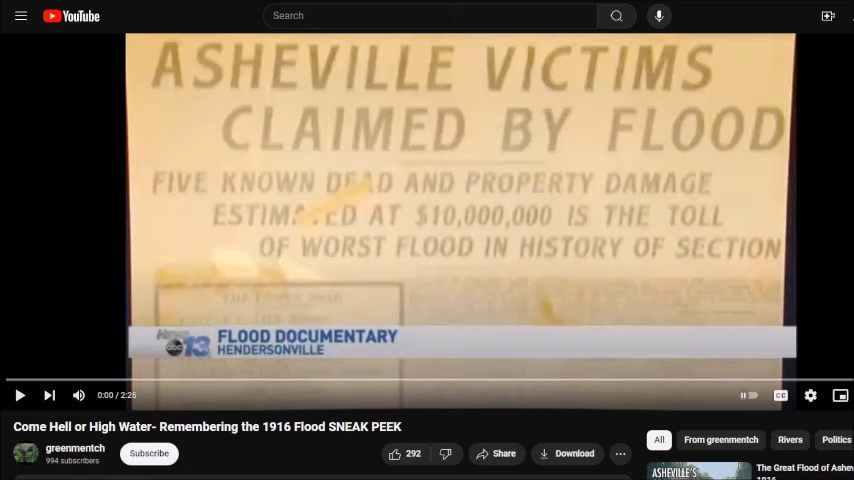 YouTube
Search
ASHEVILLE VICTIMS
CLAIMED BY FLOOD
FIVE KNOWN DEAD AND PROPERTY DAMAGE
ESTIMATED AT $10,000,000 IS THE TOLL
OF WORST FLOOD IN HISTORY OF SECTION
News
abc 13
FLOOD DOCUMENTARY
HENDERSONVILLE
0:00 / 2:25
CC
Come Hell or High Water- Remembering the 1916 Flood SNEAK PEEK
greenmentch
994 subscribers
Subscribe
292
Share
Download
All
From greenmentch
Rivers
Politics
ASHEVILLE'S
The Great Flood of Ashev
1916